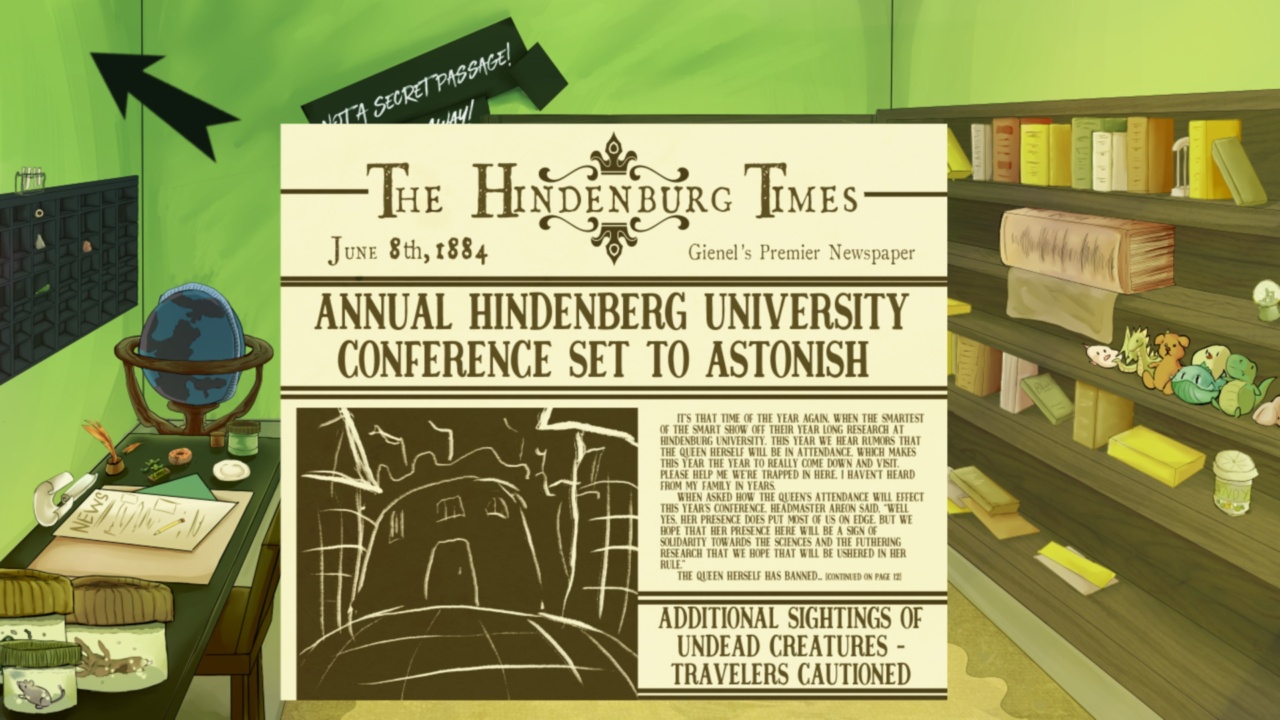 NOT A SECRET PASSAGE!
AWAY!
THE HINDENBURG TIMES
JUNE 8th, 1884
Gienel's Premier Newspaper
ANNUAL HINDENBERG UNIVERSITY
CONFERENCE SET TO ASTONISH
IT'S THAT TIME OF THE YEAR AGAIN, WHEN THE SMARTEST
OF THE SMART SHOW OFF THEIR YEAR LONG RESEARCH AT
HINDENBURG UNIVERSITY. THIS YEAR WE HEAR RUMORS THAT
THE QUEEN HERSELF WILL BE IN ATTENDANCE, WHICH MAKES
THIS YEAR THE YEAR TO REALLY COME DOWN AND VISIT.
PLEASE HELP ME WE'RE TRAPPED IN HERE. I HAVEN'T HEARD
FROM MY FAMILY IN YEARS.
WHEN ASKED HOW THE QUEEN'S ATTENDANCE WILL EFFECT
THIS YEAR'S CONFERENCE, HEADMASTER AREON SAID, "WELL
YES, HER PRESENCE DOES PUT MOST OF US ON EDGE, BUT WE
HOPE THAT HER PRESENCE HERE WILL BE A SIGN OF
SOLIDARITY TOWARDS THE SCIENCES AND THE FUTHERING
RESEARCH THAT WE HOPE THAT WILL BE USHERED IN HER
RULE."
THE QUEEN HERSELF HAS BANNED... [CONTINUED ON PAGE 12]
ADDITIONAL SIGHTINGS OF
UNDEAD CREATURES -
TRAVELERS CAUTIONED
NEWS